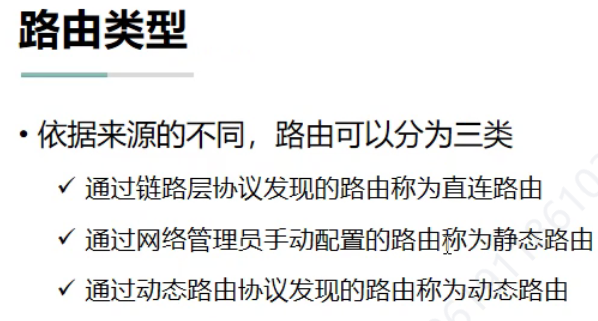 路由类型
• 依据来源的不同，路由可以分为三类
✓ 通过链路层协议发现的路由称为直连路由
✓ 通过网络管理员手动配置的路由称为静态路由
✓ 通过动态路由协议发现的路由称为动态路由